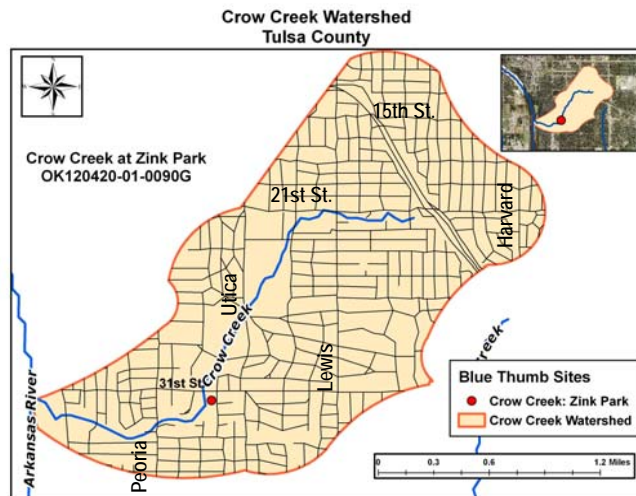 Crow Creek Watershed
Tulsa County
Crow Creek at Zink Park
OK120420-01-0090G
15th St.
21st St.
Harvard
Utica
Crow Creek
31st St.
Lewis
Peoria
Arkansas River
Creek
Blue Thumb Sites
Crow Creek: Zink Park
Crow Creek Watershed
0 0.3 0.6 1.2 Miles